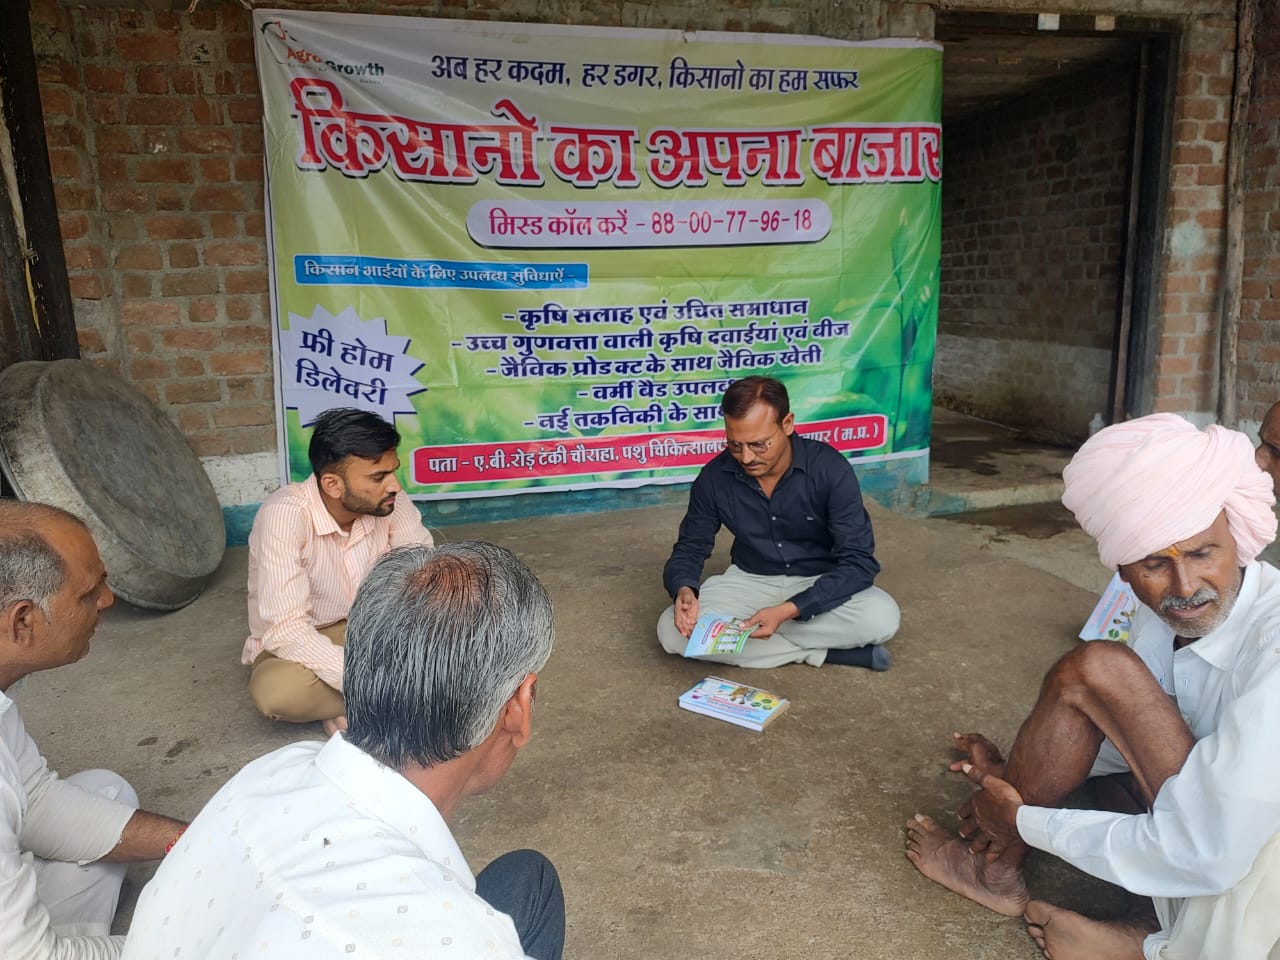 Agro Growth
अब हर कदम, हर डगर, किसानो का हम सफर
किसानो का अपना बाजार
मिस्ड कॉल करें - 88-00-77-96-18
किसान भाईयों के लिए उपलब्ध सुविधाऐं -
फ्री होम
डिलेवरी
- कृषि सलाह एवं उचित समाधान
- उच्च गुणवत्ता वाली कृषि दवाईयां एवं वीज
- जैविक प्रोडक्ट के साथ जैविक खेती
- वर्मी बैड उपलब्ध
- नई तकनिकी के साथ
पता - ए.बी.रोड़ टंकी चौराहा, पशु चिकित्सालय (म.प्र.)